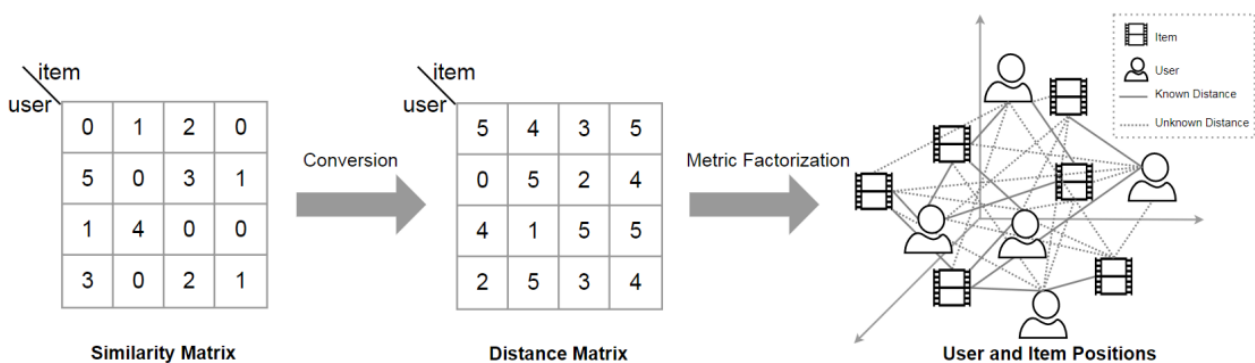 item
user
0 1 2 0
5 0 3 1
1 4 0 0
3 0 2 1
Similarity Matrix
Conversion
item
user
5 4 3 5
0 5 2 4
4 1 5 5
2 5 3 4
Distance Matrix
Metric Factorization
Item
User
Known Distance
Unknown Distance
User and Item Positions